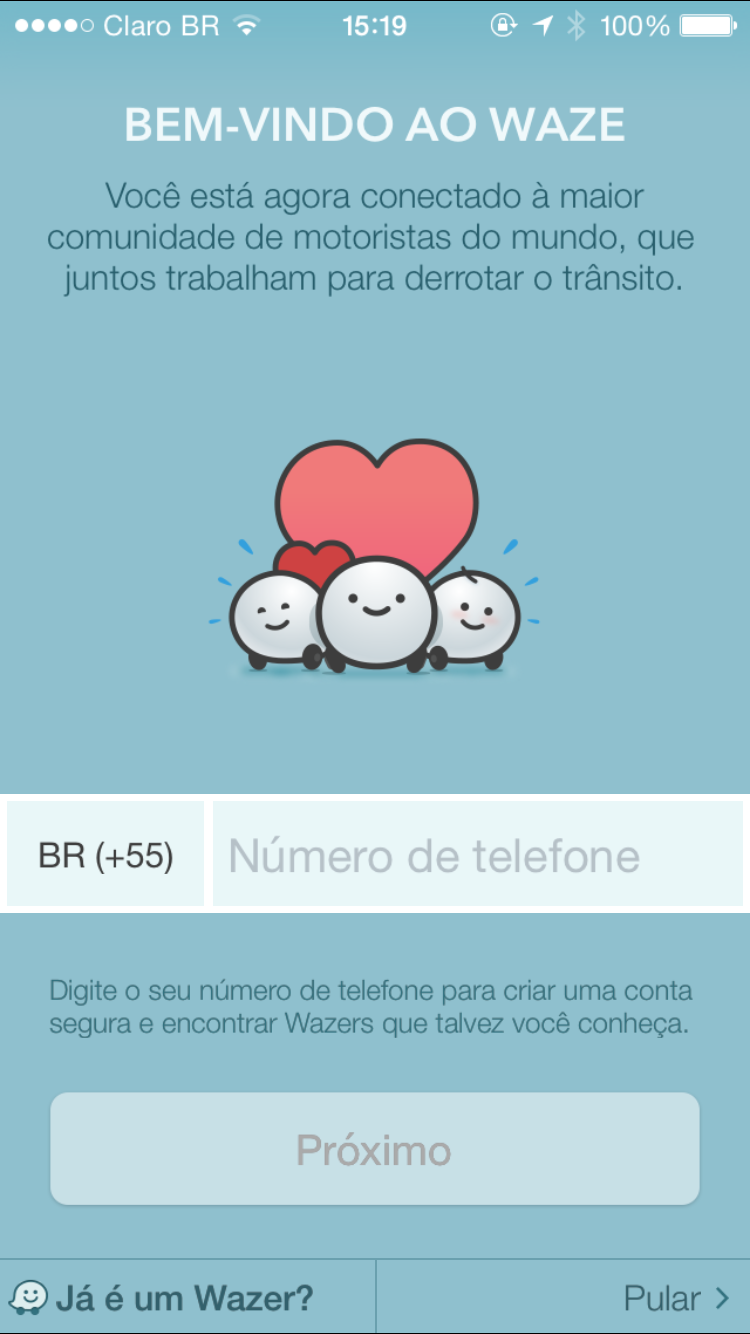 Claro BR 15:19 100%
BEM-VINDO AO WAZE
Você está agora conectado à maior
comunidade de motoristas do mundo, que
juntos trabalham para derrotar o trânsito.
BR (+55) Número de telefone
Digite o seu número de telefone para criar uma conta
segura e encontrar Wazers que talvez você conheça.
Próximo
Já é um Wazer? Pular